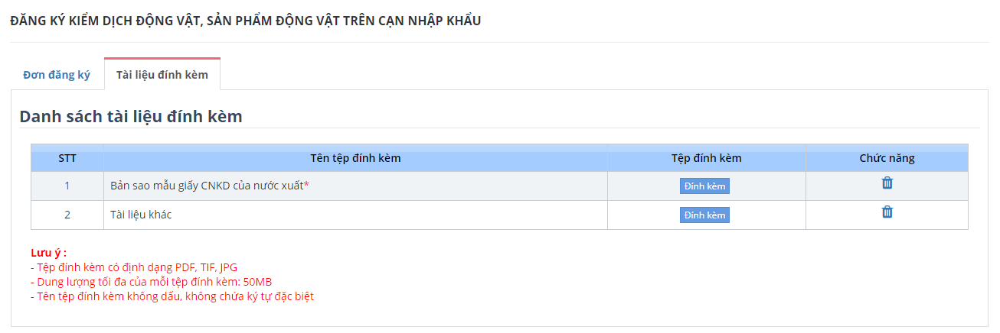 ĐĂNG KÝ KIỂM DỊCH ĐỘNG VẬT, SẢN PHẨM ĐỘNG VẬT TRÊN CẠN NHẬP KHẨU
Đơn đăng ký Tài liệu đính kèm
Danh sách tài liệu đính kèm
STT Tên tệp đính kèm Tệp đính kèm Chức năng
1 Bản sao mẫu giấy CNKD của nước xuất* Đính kèm
2 Tài liệu khác Đính kèm
Lưu ý :
- Tệp đính kèm có định dạng PDF, TIF, JPG
- Dung lượng tối đa của mỗi tệp đính kèm: 50MB
- Tên tệp đính kèm không dấu, không chứa ký tự đặc biệt